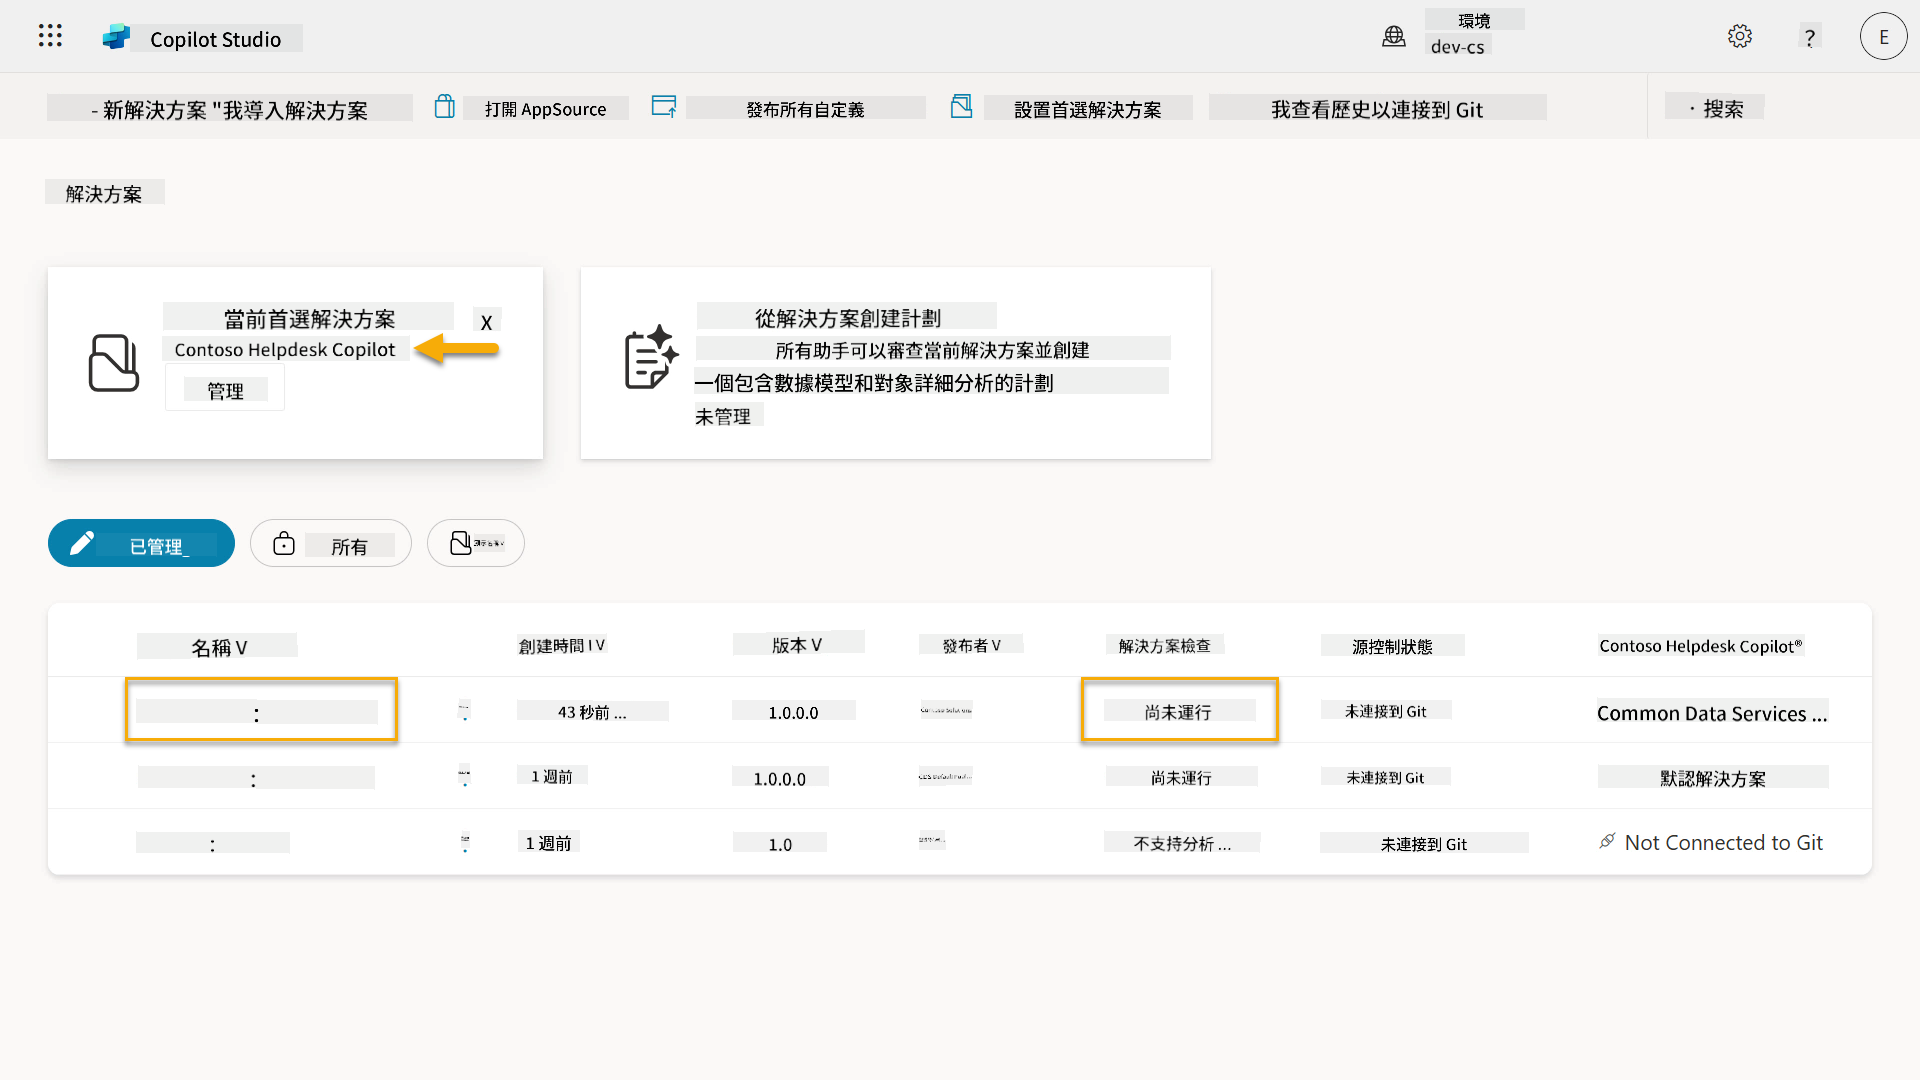 Copilot Studio
環境
dev-cs
?
E
- 新解決方案 "我導入解決方案
打開 AppSource
發布所有自定義
設置首選解決方案
我查看歷史以連接到 Git
· 搜索
解決方案
當前首選解決方案
X
Contoso Helpdesk Copilot
管理
從解決方案創建計劃
所有助手可以審查當前解決方案並創建
一個包含數據模型和對象詳細分析的計劃
未管理
已管理_
所有
名稱 V
創建時間 I V
版本 V
發布者 V
解決方案檢查
源控制狀態
Contoso Helpdesk Copilot®
:
43 秒前 ...
1.0.0.0
Contoso Solutions
尚未運行
未連接到 Git
Common Data Services ...
:
1 週前
1.0.0.0
CDS Default Publ...
尚未運行
未連接到 Git
默認解決方案
:
1 週前
1.0
不支持分析 ...
未連接到 Git
Not Connected to Git